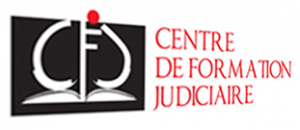 CFJ
CENTRE
DE FORMATION
JUDICIAIRE